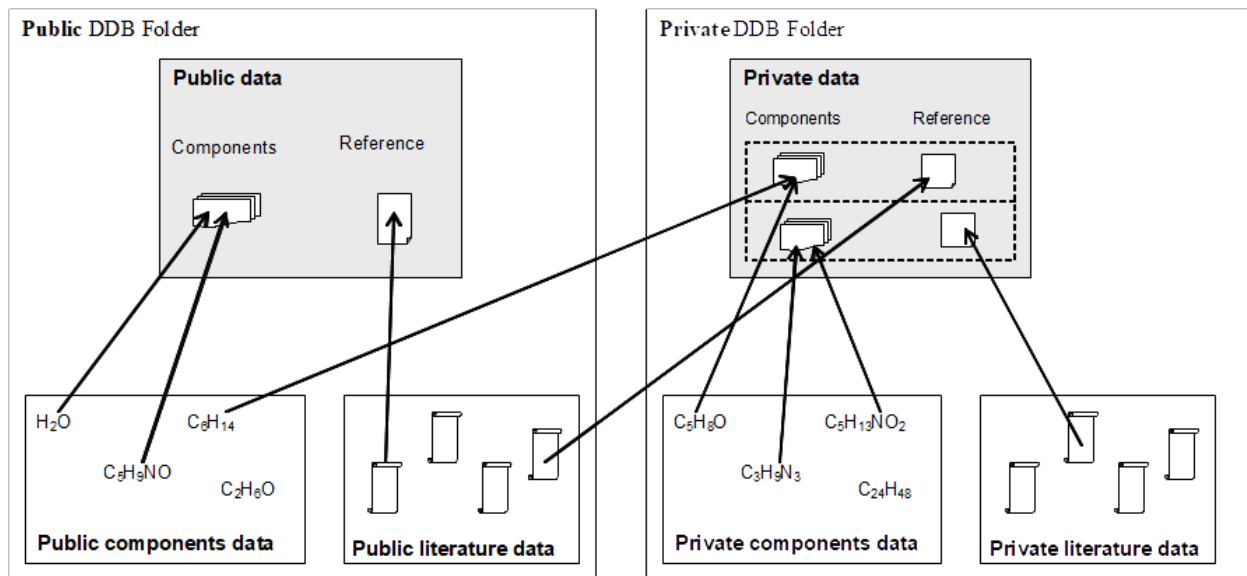 Public DDB Folder
Public data
Components
Reference
H₂O
C₆H₁₄
C₅H₉NO
C₂H₆O
Public components data
Public literature data
Private DDB Folder
Private data
Components
Reference
C₅H₈O
C₅H₁₃NO₂
C₃H₉N₃
C₂₄H₄₈
Private components data
Private literature data